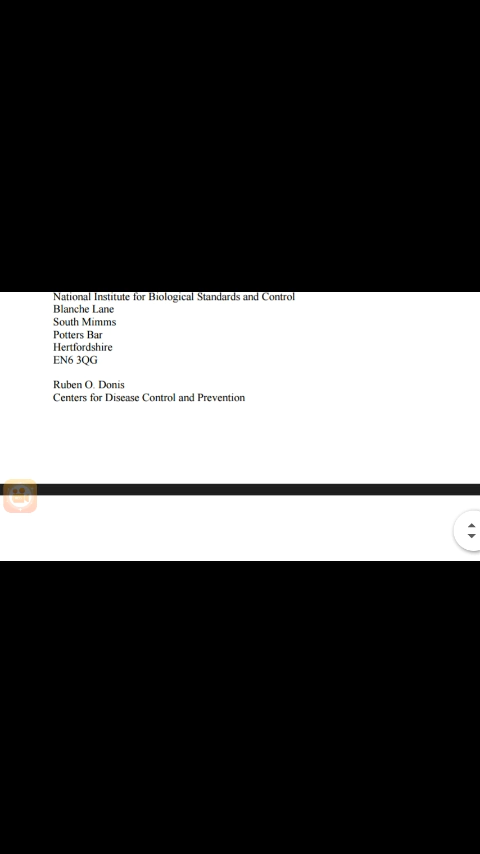 National Institute for Biological Standards and Control
Blanche Lane
South Mimms
Potters Bar
Hertfordshire
EN6 3QG
Ruben O. Donis
Centers for Disease Control and Prevention